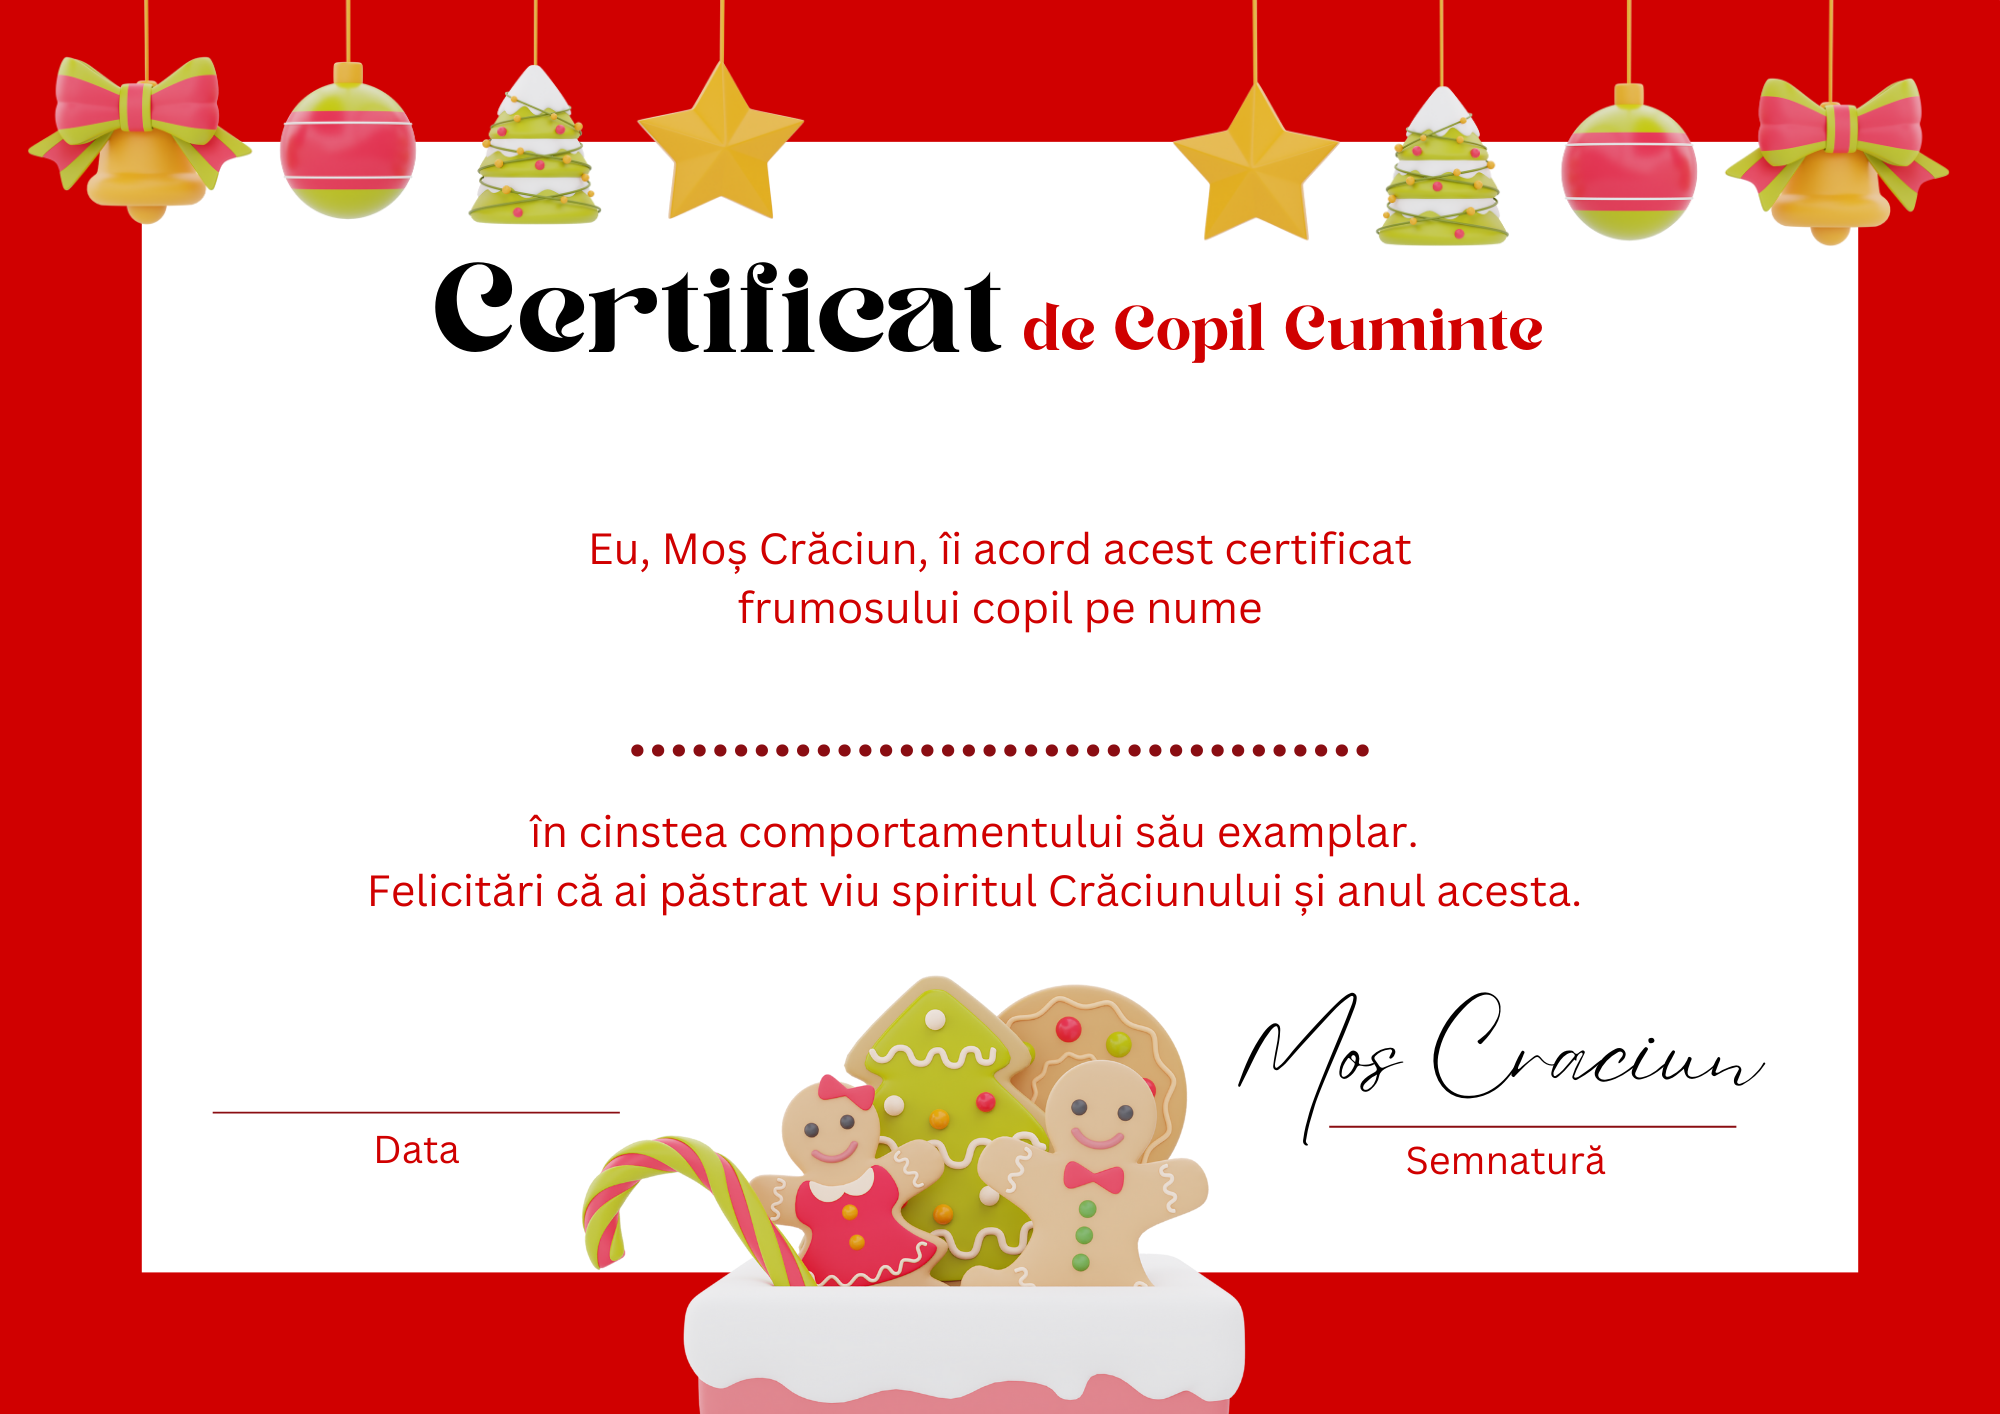 Certificat de Copil Cuminte
Eu, Moș Crăciun, îi acord acest certificat
frumosului copil pe nume
.....................................
în cinstea comportamentului său examplar.
Felicitări că ai păstrat viu spiritul Crăciunului și anul acesta.
Mos Craciun
Data
Semnatură